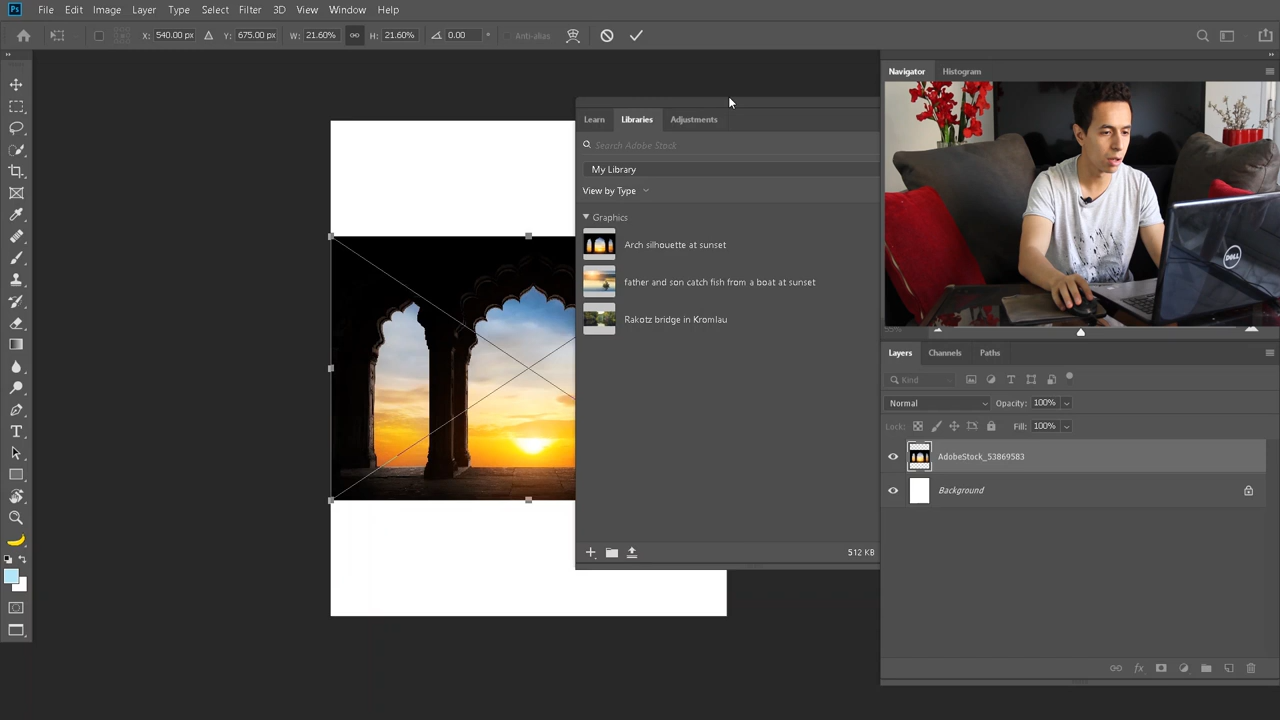 Ps File Edit Image Layer Type Select Filter 3D View Window Help
X: 540.00 px Y: 675.00 px W: 21.60% H: 21.60% 0.00 ° Anti-alias
Navigator Histogram
Learn Libraries Adjustments
Search Adobe Stock
My Library
View by Type
Graphics
Arch silhouette at sunset
father and son catch fish from a boat at sunset
Rakotz bridge in Kromlau
512 KB
DELL
Layers Channels Paths
Kind
Normal Opacity: 100%
Lock: Fill: 100%
AdobeStock_53869583
Background